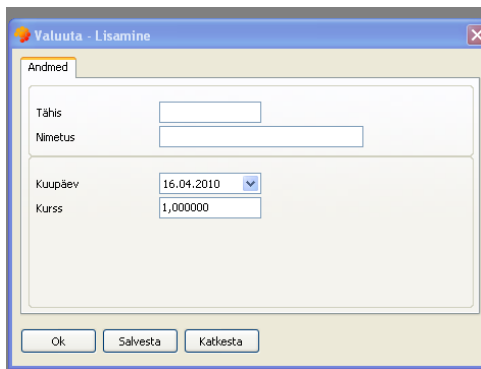 Valuuta - Lisamine
Andmed
Tähis
Nimetus
Kuupäev 16.04.2010
Kurss 1,000000
Ok Salvesta Katkesta